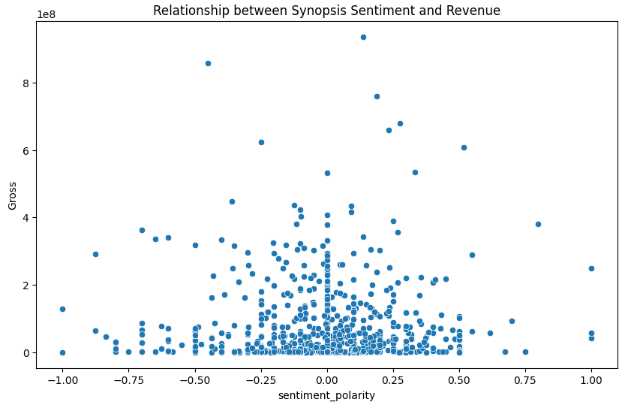 Relationship between Synopsis Sentiment and Revenue
1e8
8
6
4
2
0
Gross
−1.00 −0.75 −0.50 −0.25 0.00 0.25 0.50 0.75 1.00
sentiment_polarity